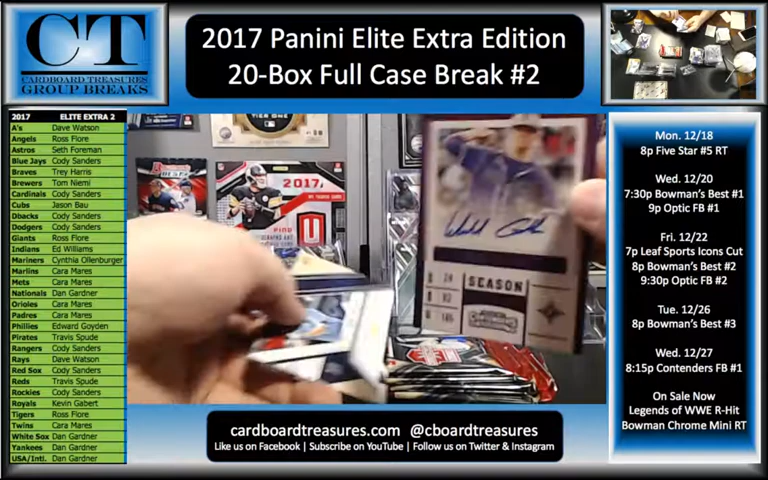 CT
CARDBOARD TREASURES
GROUP BREAKS
2017 Panini Elite Extra Edition
20-Box Full Case Break #2
2017 ELITE EXTRA 2
A's Dave Watson
Angels Ross Flore
Astros Seth Foreman
Blue Jays Cody Sanders
Braves Trey Harris
Brewers Tom Niemi
Cardinals Cody Sanders
Cubs Jason Bau
Dbacks Cody Sanders
Dodgers Cody Sanders
Giants Ross Flore
Indians Ed Williams
Mariners Cynthia Ollenburger
Marlins Cara Mares
Mets Cara Mares
Nationals Dan Gardner
Orioles Cara Mares
Padres Cara Mares
Phillies Edward Goyden
Pirates Travis Spude
Rangers Cody Sanders
Rays Dave Watson
Red Sox Cody Sanders
Reds Travis Spude
Rockies Cody Sanders
Royals Kevin Gabert
Tigers Ross Flore
Twins Cara Mares
White Sox Dan Gardner
Yankees Dan Gardner
USA/Intl. Dan Gardner
TIER ONE
BEST
2017
FIND
U
SEASON
CONTENDERS
cardboardtreasures.com @cboardtreasures
Like us on Facebook | Subscribe on YouTube | Follow us on Twitter & Instagram
Mon. 12/18
8p Five Star #5 RT
Wed. 12/20
7:30p Bowman's Best #1
9p Optic FB #1
Fri. 12/22
7p Leaf Sports Icons Cut
8p Bowman's Best #2
9:30p Optic FB #2
Tue. 12/26
8p Bowman's Best #3
Wed. 12/27
8:15p Contenders FB #1
On Sale Now
Legends of WWE R-Hit
Bowman Chrome Mini RT